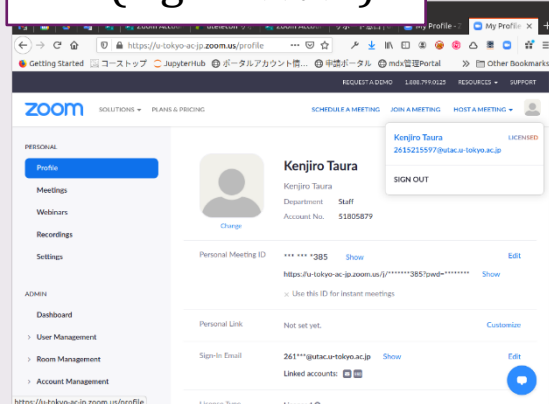 My Profile - Z
My Profile
https://u-tokyo-ac-jp.zoom.us/profile
Getting Started
コーストップ
JupyterHub
ポータルアカウント情...
申請ポータル
mdx管理Portal
Other Bookmarks
REQUEST A DEMO
1.888.799.0125
RESOURCES
SUPPORT
zoom
SOLUTIONS
PLANS & PRICING
SCHEDULE A MEETING
JOIN A MEETING
HOST A MEETING
Kenjiro Taura
LICENSED
2615215597@utac.u-tokyo.ac.jp
SIGN OUT
PERSONAL
Profile
Meetings
Webinars
Recordings
Settings
ADMIN
Dashboard
User Management
Room Management
Account Management
https://u-tokyo-ac-jp.zoom.us/profile
Change
Kenjiro Taura
Kenjiro Taura
Department Staff
Account No. 51805879
Personal Meeting ID
*** *** *385
Show
Edit
https://u-tokyo-ac-jp.zoom.us/j/*******385?pwd=********
Show
× Use this ID for instant meetings
Personal Link
Not set yet.
Customize
Sign-In Email
261***@utac.u-tokyo.ac.jp
Show
Edit
Linked accounts: